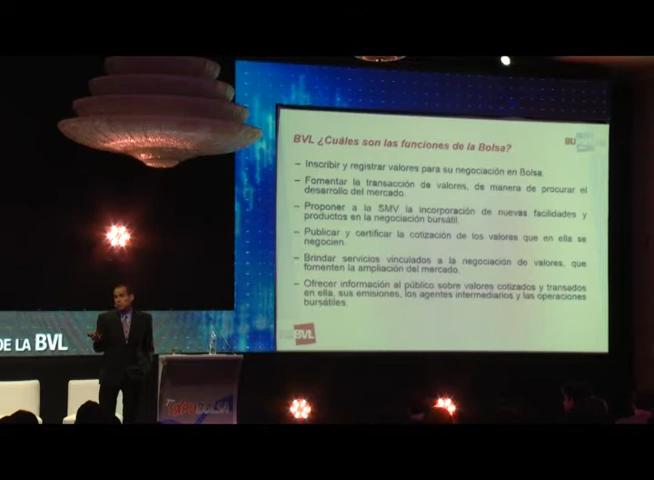 BVL ¿Cuáles son las funciones de la Bolsa?
– Inscribir y registrar valores para su negociación en Bolsa.
– Fomentar la transacción de valores, de manera de procurar el
desarrollo del mercado.
– Proponer a la SMV la incorporación de nuevas facilidades y
productos en la negociación bursátil.
– Publicar y certificar la cotización de los valores que en ella se
negocien.
– Brindar servicios vinculados a la negociación de valores, que
fomenten la ampliación del mercado.
– Ofrecer información al público sobre valores cotizados y transados
en ella, sus emisiones, los agentes intermediarios y las operaciones
bursátiles.
BVL
DE LA BVL
EXPOBOLSA